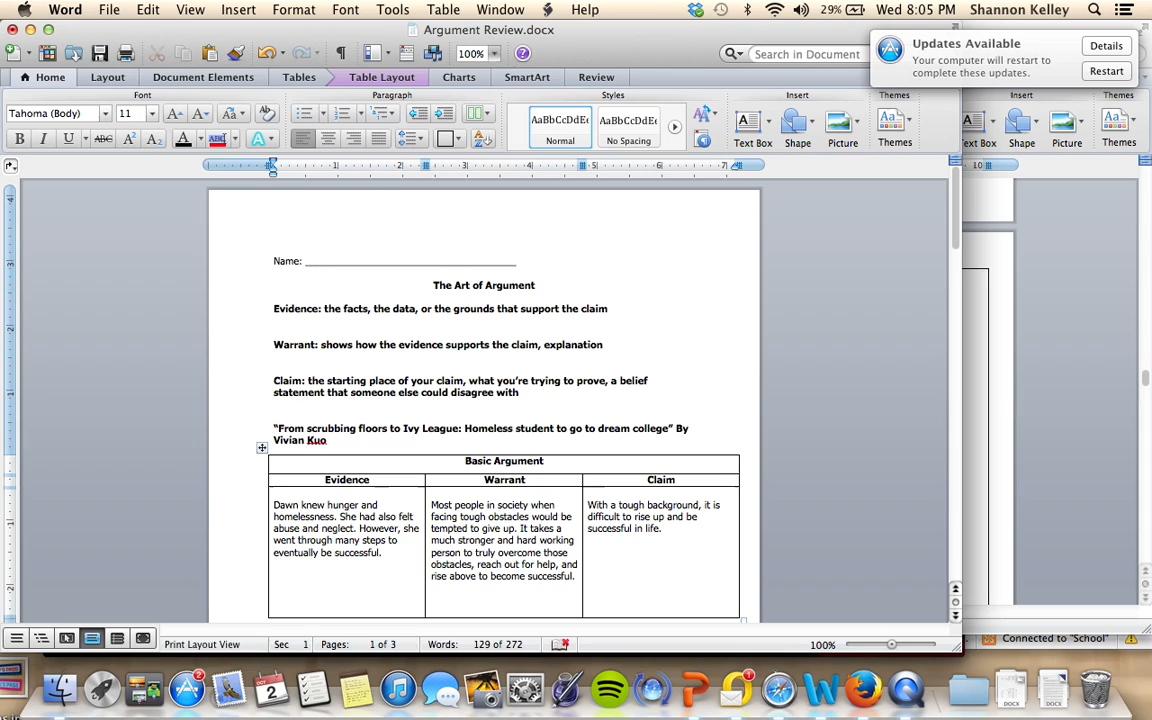 Word File Edit View Insert Format Font Tools Table Window Help 29% Wed 8:05 PM Shannon Kelley
Argument Review.docx
100% Search in Document
Updates Available
Your computer will restart to
complete these updates.
Details
Restart
Home Layout Document Elements Tables Table Layout Charts SmartArt Review
Font Paragraph Styles Insert Themes Insert Themes
Tahoma (Body) 11
AaBbCcDdEe AaBbCcDdEe
Normal No Spacing
Text Box Shape Picture Themes ext Box Shape Picture Themes
Name:
The Art of Argument
Evidence: the facts, the data, or the grounds that support the claim
Warrant: shows how the evidence supports the claim, explanation
Claim: the starting place of your claim, what you’re trying to prove, a belief
statement that someone else could disagree with
“From scrubbing floors to Ivy League: Homeless student to go to dream college” By
Vivian Kuo
Basic Argument
Evidence Warrant Claim
Dawn knew hunger and
homelessness. She had also felt
abuse and neglect. However, she
went through many steps to
eventually be successful.
Most people in society when
facing tough obstacles would be
tempted to give up. It takes a
much stronger and hard working
person to truly overcome those
obstacles, reach out for help, and
rise above to become successful.
With a tough background, it is
difficult to rise up and be
successful in life.
Print Layout View Sec 1 Pages: 1 of 3 Words: 129 of 272 100% Connected to "School"
OCT
2
2
1
DOCX DOCX